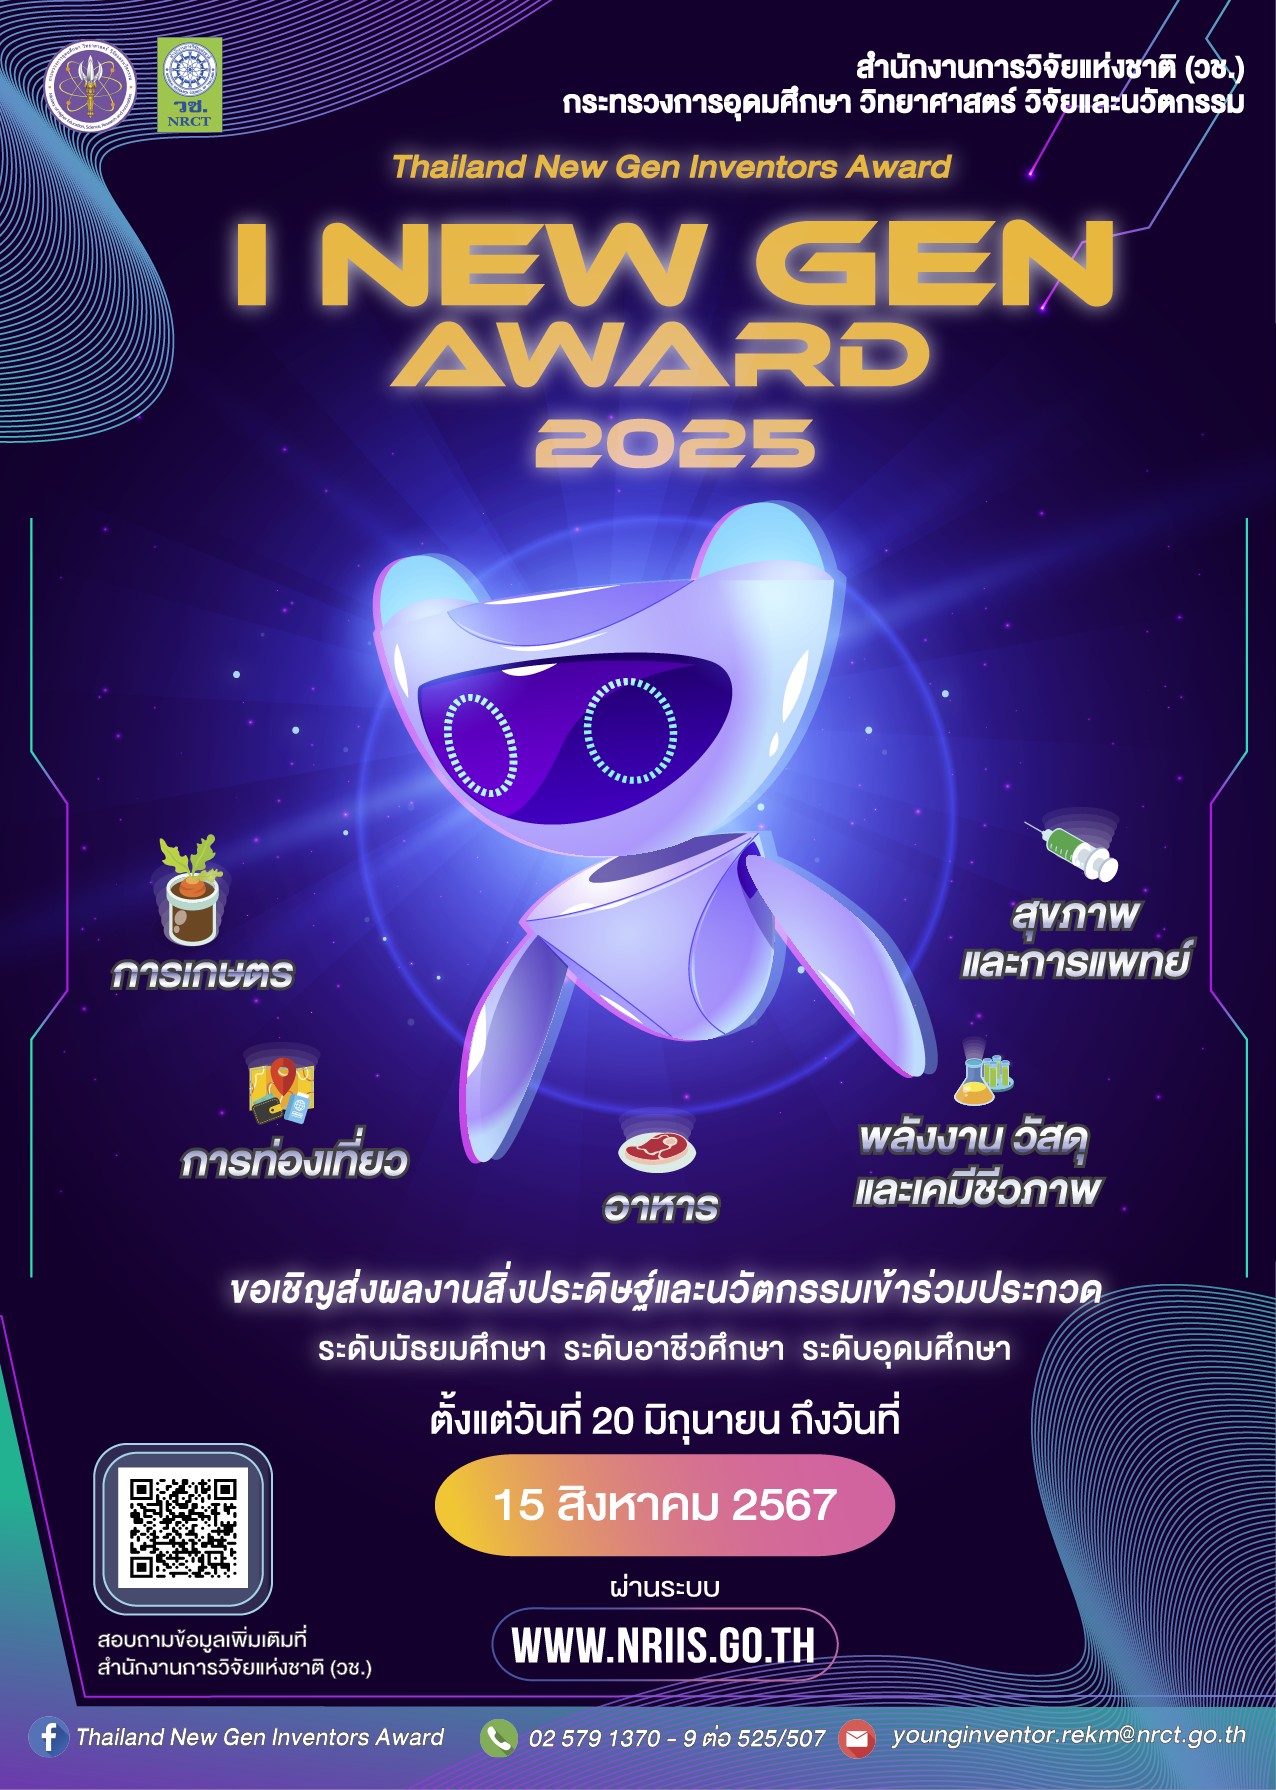 วช.
NRCT
สำนักงานการวิจัยแห่งชาติ (วช.)
กระทรวงการอุดมศึกษา วิทยาศาสตร์ วิจัยและนวัตกรรม
Thailand New Gen Inventors Award
I NEW GEN
AWARD
2025
การเกษตร
สุขภาพ
และการแพทย์
การท่องเที่ยว
อาหาร
พลังงาน วัสดุ
และเคมีชีวภาพ
ขอเชิญส่งผลงานสิ่งประดิษฐ์และนวัตกรรมเข้าร่วมประกวด
ระดับมัธยมศึกษา ระดับอาชีวศึกษา ระดับอุดมศึกษา
ตั้งแต่วันที่ 20 มิถุนายน ถึงวันที่
15 สิงหาคม 2567
ผ่านระบบ
WWW.NRIIS.GO.TH
สอบถามข้อมูลเพิ่มเติมที่
สำนักงานการวิจัยแห่งชาติ (วช.)
Thailand New Gen Inventors Award
02 579 1370 - 9 ต่อ 525/507
younginventor.rekm@nrct.go.th